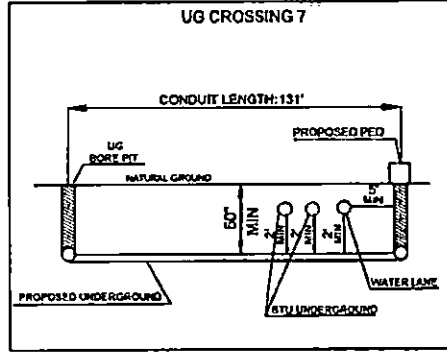 UG CROSSING 7
CONDUIT LENGTH:131'
PROPOSED PED
UG
BORE PIT
NATURAL GROUND
5'
MIN
60"
MIN
2'
MIN
2'
MIN
2'
MIN
PROPOSED UNDERGROUND
BTU UNDERGROUND
WATER LANE